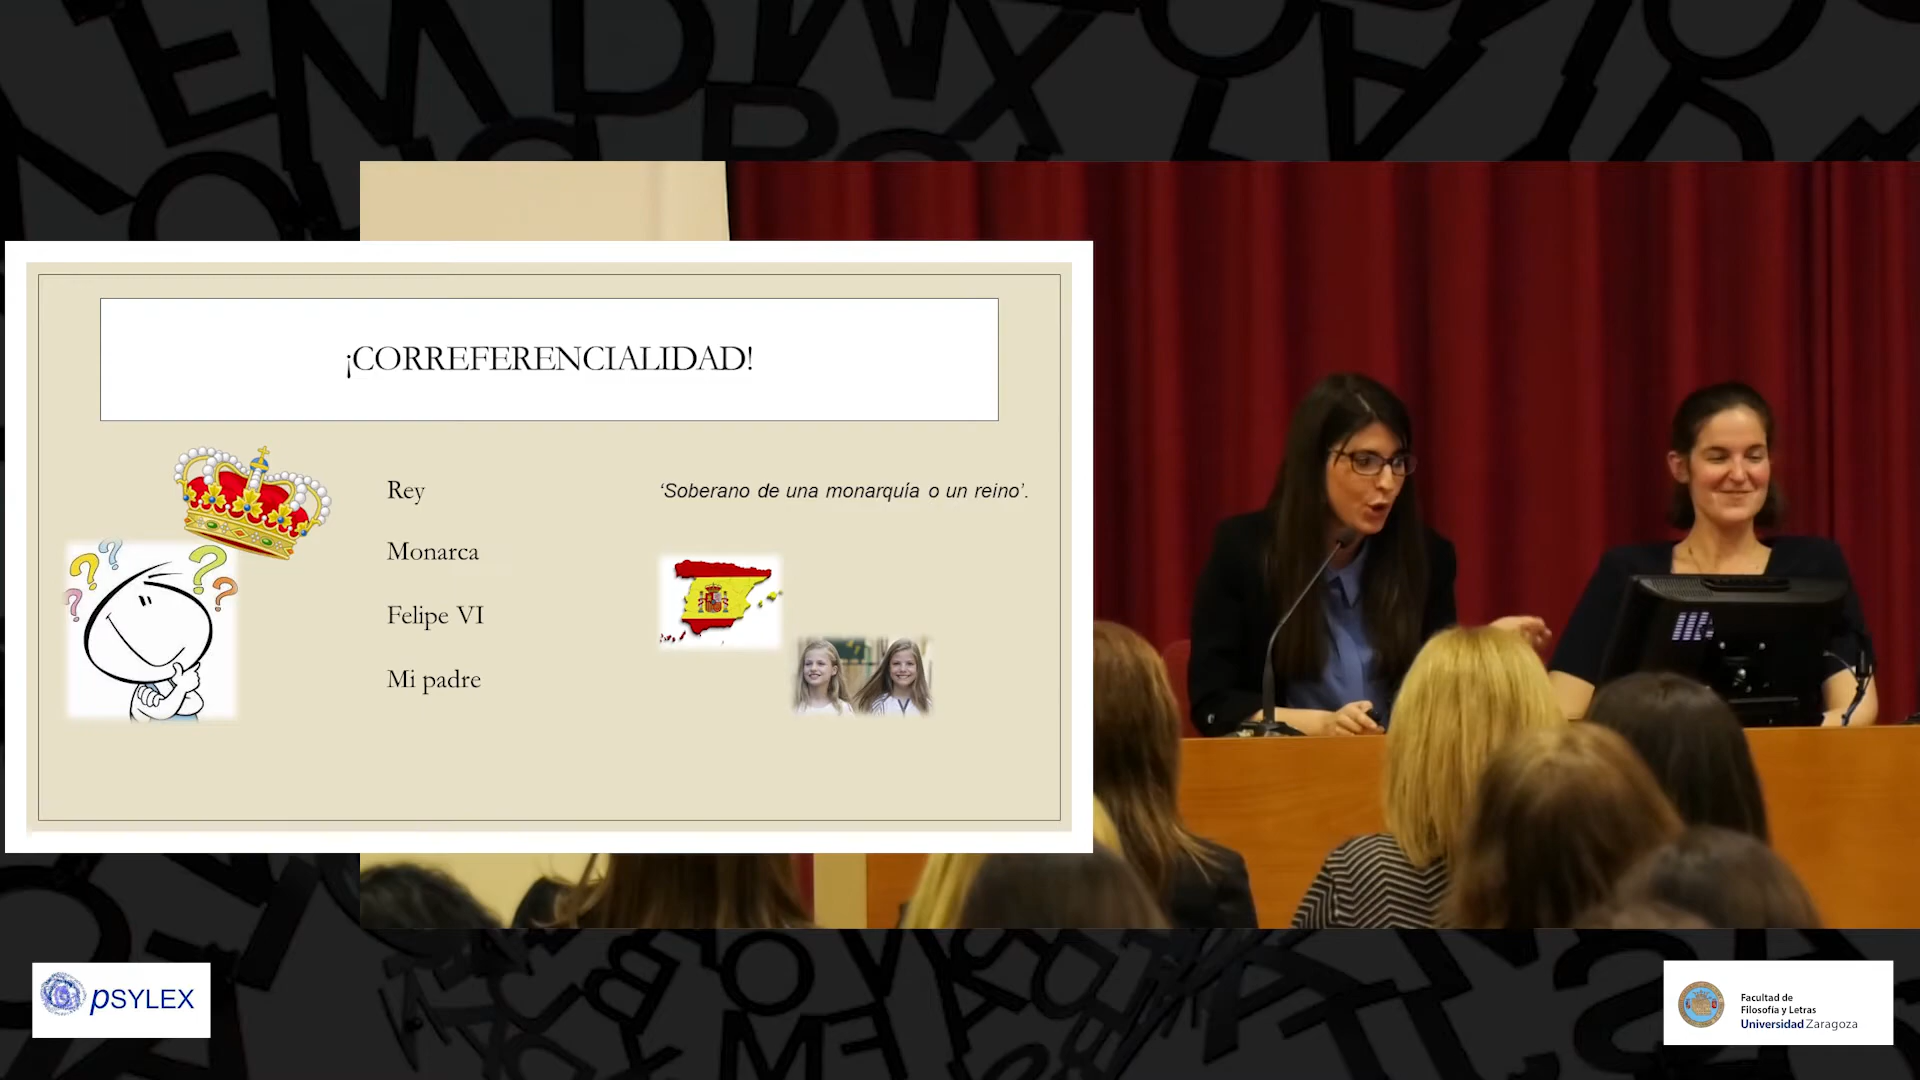 ¡CORREFERENCIALIDAD!
Rey
‘Soberano de una monarquía o un reino’.
Monarca
Felipe VI
Mi padre
pSYLEX
Facultad de
Filosofía y Letras
Universidad Zaragoza